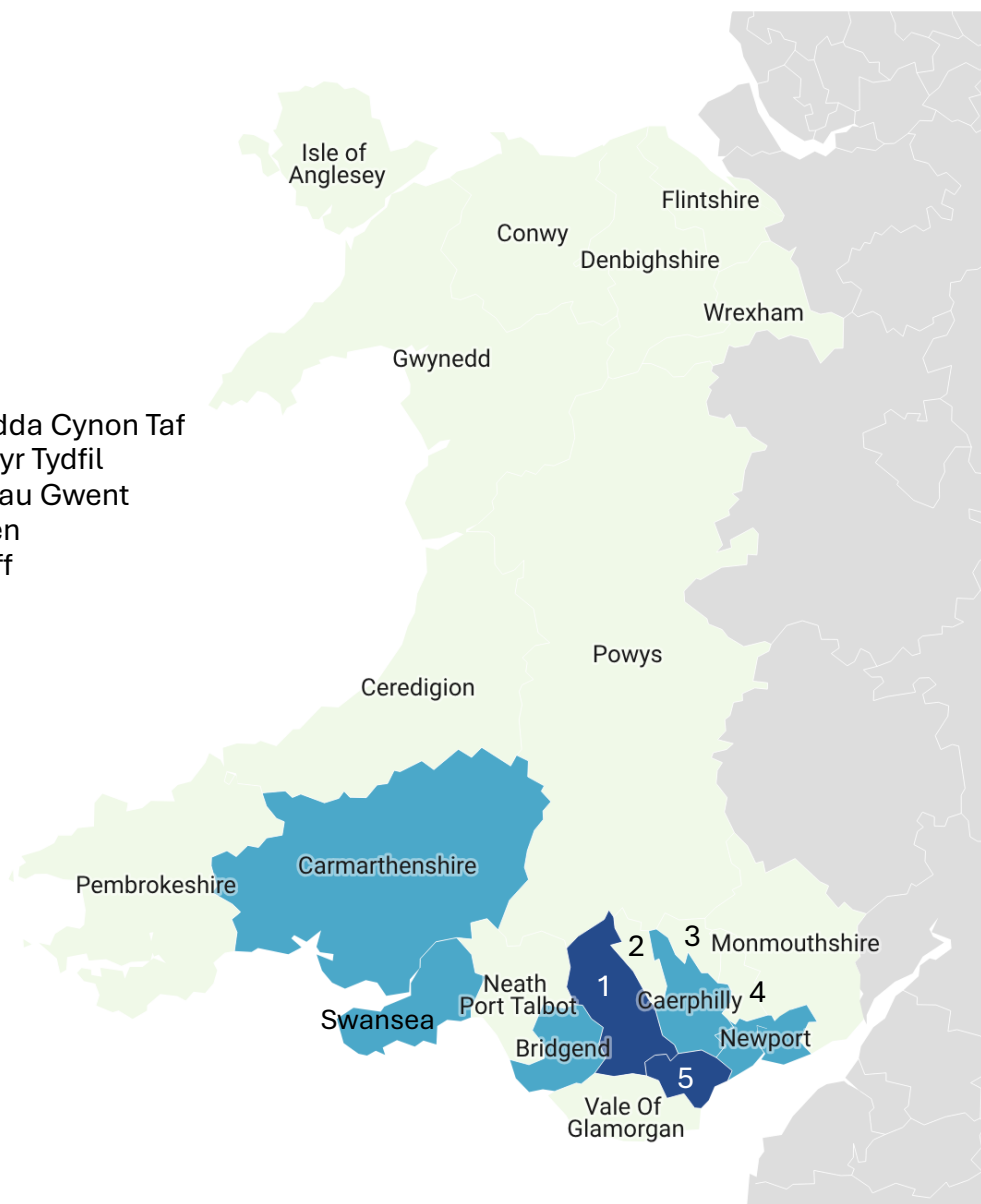 Isle of
Anglesey
Flintshire
Conwy
Denbighshire
Wrexham
Gwynedd
dda Cynon Taf
yr Tydfil
au Gwent
en
ff
Powys
Ceredigion
Carmarthenshire
Pembrokeshire
3
2
Monmouthshire
Neath
Port Talbot
1
Caerphilly
4
Swansea
Newport
Bridgend
5
Vale Of
Glamorgan